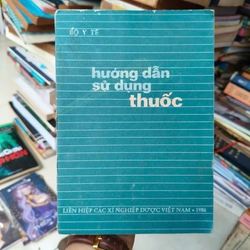 BỘ Y TẾ
hướng dẫn
sử dụng
thuốc
LIÊN HIỆP CÁC XÍ NGHIỆP DƯỢC VIỆT NAM - 1986